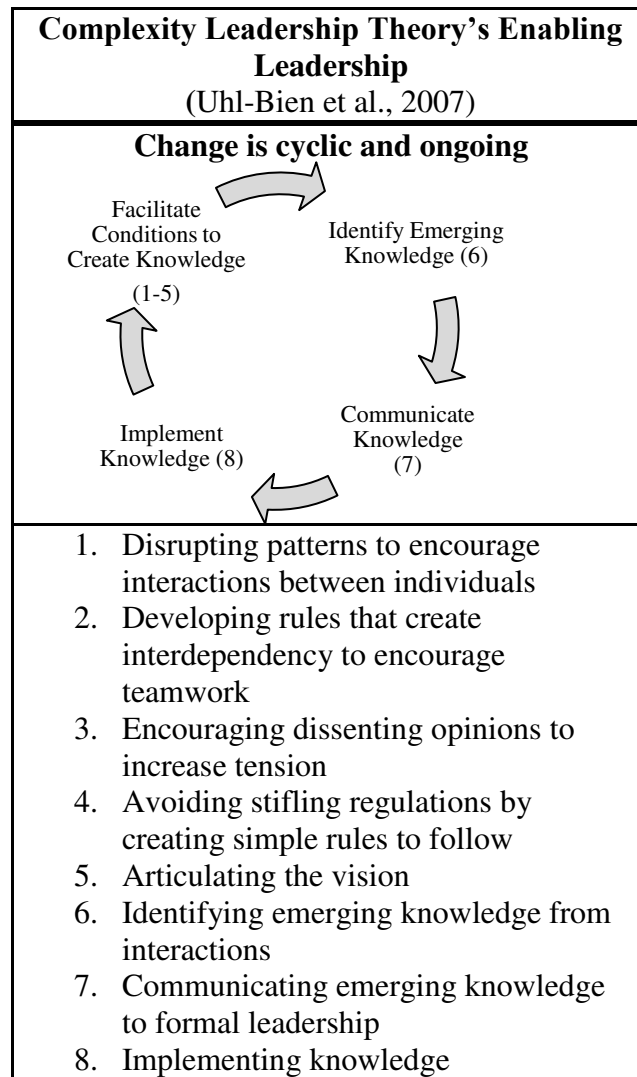 Complexity Leadership Theory's Enabling
Leadership
(Uhl-Bien et al., 2007)
Change is cyclic and ongoing
Facilitate
Conditions to
Create Knowledge
(1-5)
Identify Emerging
Knowledge (6)
Communicate
Knowledge
(7)
Implement
Knowledge (8)
1. Disrupting patterns to encourage
interactions between individuals
2. Developing rules that create
interdependency to encourage
teamwork
3. Encouraging dissenting opinions to
increase tension
4. Avoiding stifling regulations by
creating simple rules to follow
5. Articulating the vision
6. Identifying emerging knowledge from
interactions
7. Communicating emerging knowledge
to formal leadership
8. Implementing knowledge